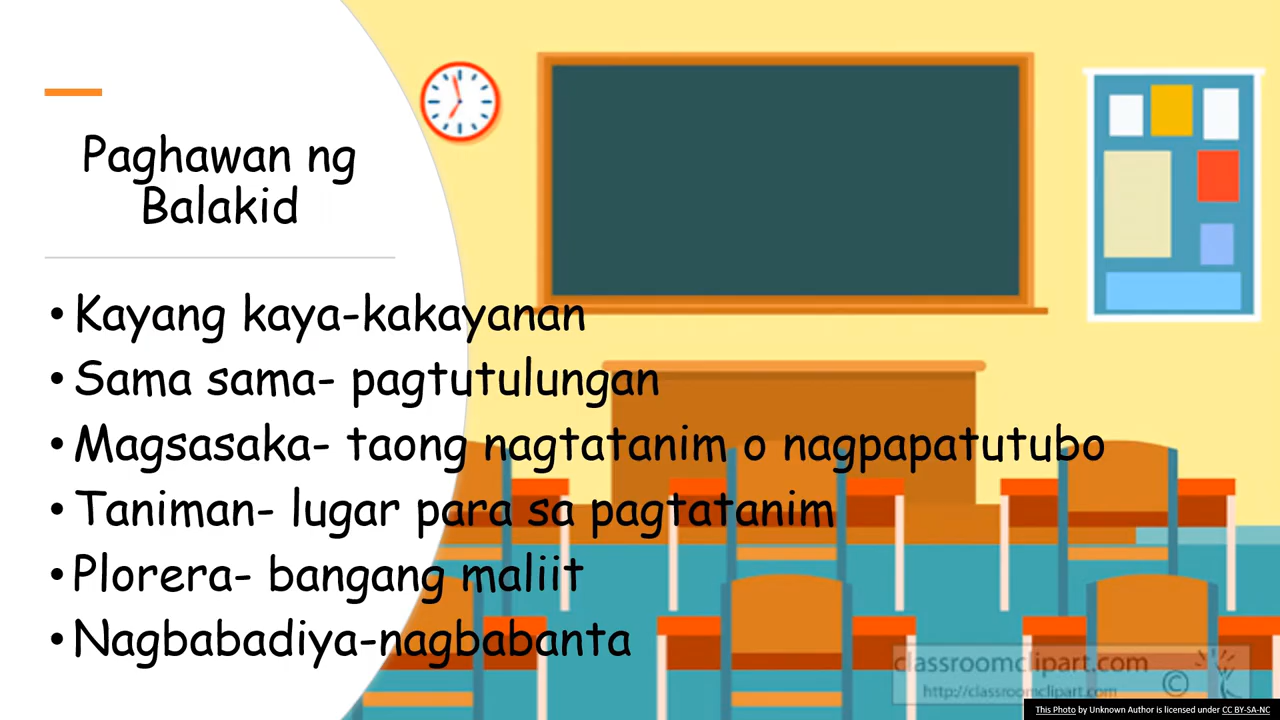 Paghawan ng
Balakid
• Kayang kaya-kakayanan
• Sama sama- pagtutulungan
• Magsasaka- taong nagtatanim o nagpapatutubo
• Taniman- lugar para sa pagtatanim
• Plorera- bangang maliit
• Nagbabadiya-nagbabanta
classroomclipart.com
http://classroomclipart.com
©
This Photo by Unknown Author is licensed under CC BY-SA-NC